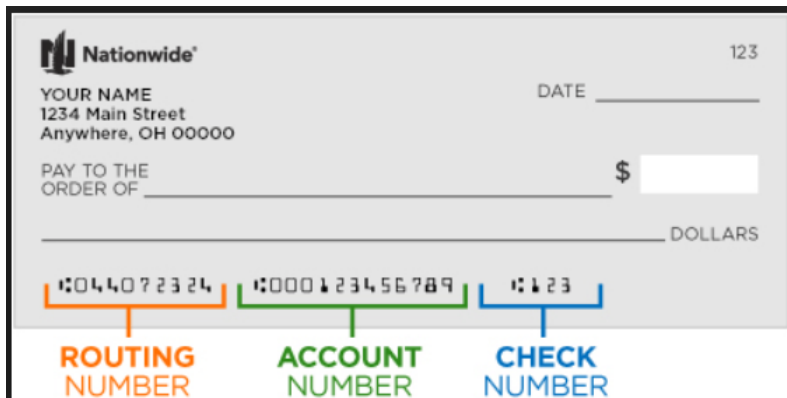 Nationwide®
123
YOUR NAME
DATE
1234 Main Street
Anywhere, OH 00000
PAY TO THE
ORDER OF
$
DOLLARS
⑆044072324 ⑆000123456789 ⑆123
ROUTING ACCOUNT CHECK
NUMBER NUMBER NUMBER